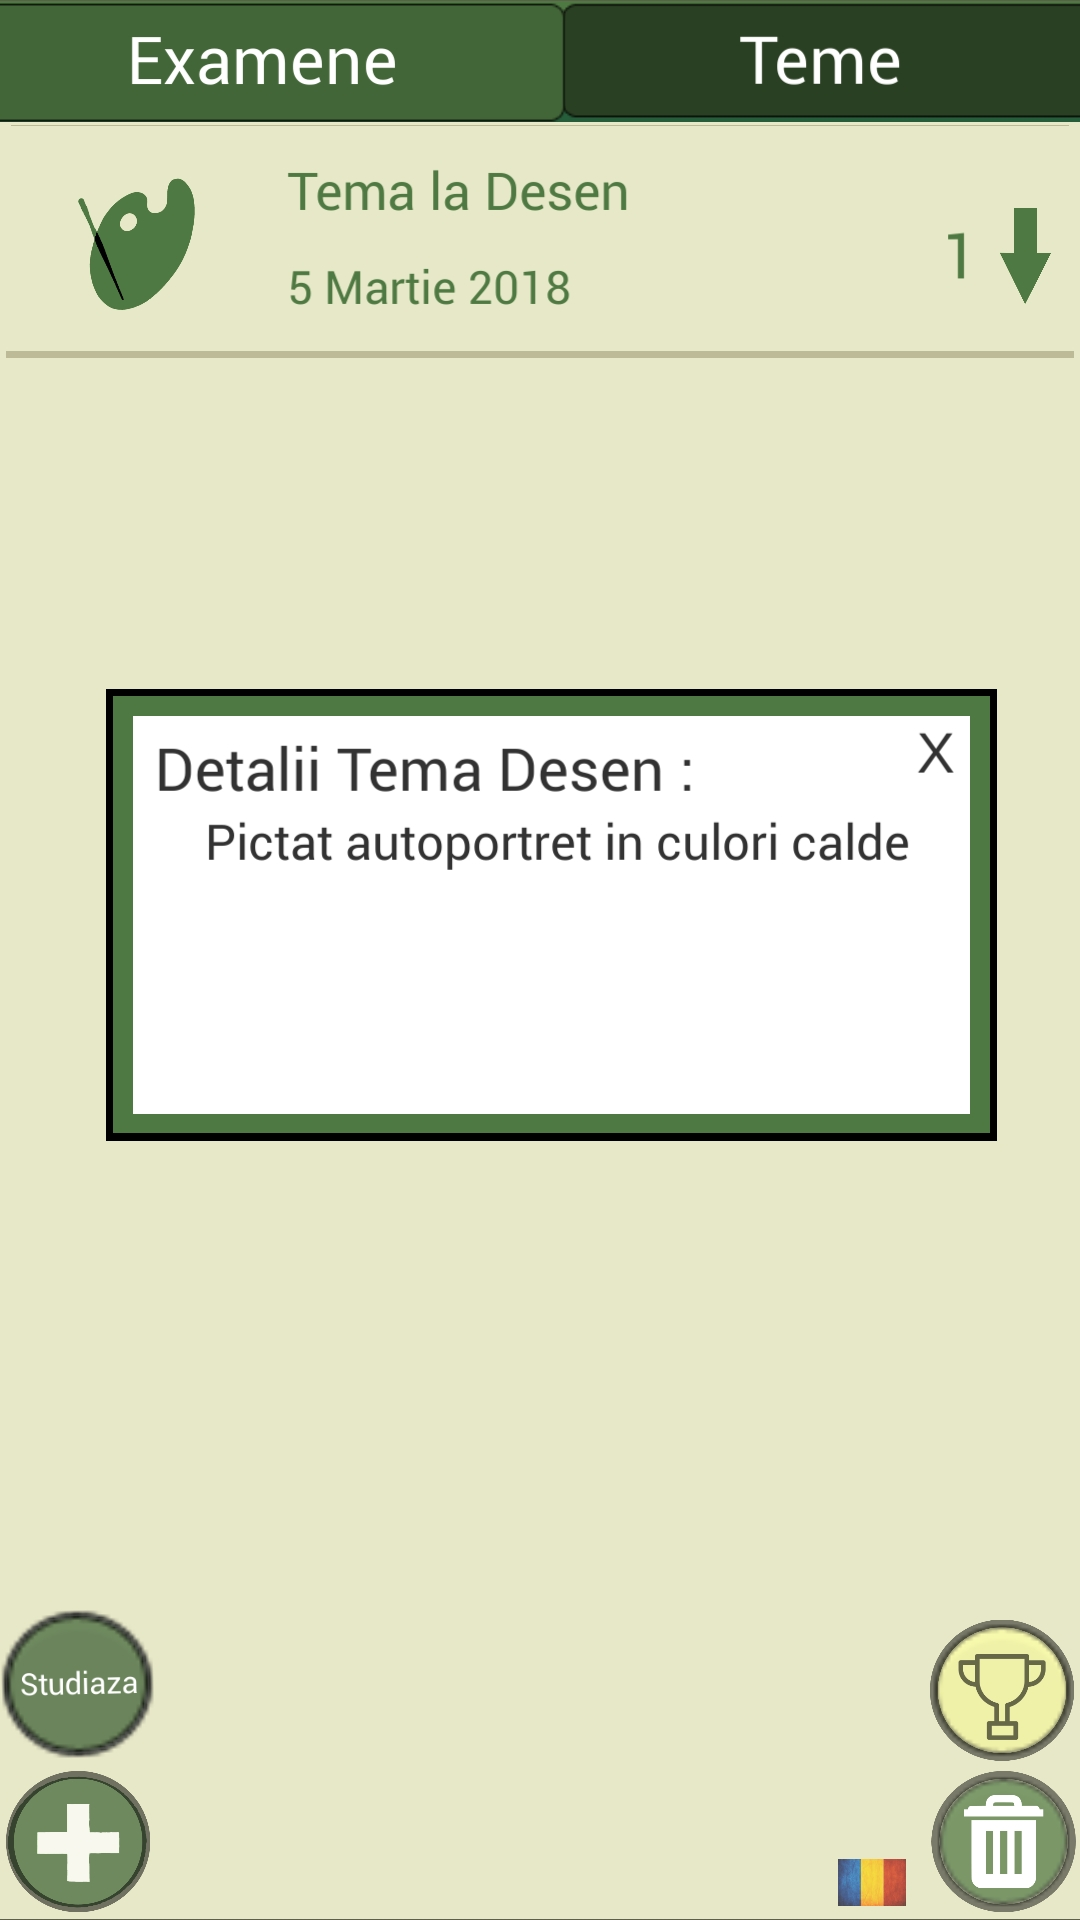 Examene Teme
Tema la Desen
5 Martie 2018
1
Detalii Tema Desen :
X
Pictat autoportret in culori calde
Studiaza